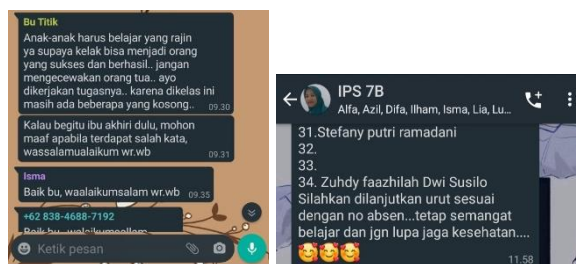 Bu Titik
Anak-anak harus belajar yang rajin
ya supaya kelak bisa menjadi orang
yang sukses dan berhasil.. jangan
mengecewakan orang tua.. ayo
dikerjakan tugasnya.. karena dikelas ini
masih ada beberapa yang kosong.. 09.30
Kalau begitu ibu akhiri dulu, mohon
maaf apabila terdapat salah kata,
wassalamualaikum wr.wb 09.31
Isma
Baik bu, waalaikumsalam wr.wb 09.35
+62 838-4688-7192
Ketik pesan
IPS 7B
Alfa, Azil, Difa, Ilham, Isma, Lia, Lu...
31.Stefany putri ramadani
32.
33.
34. Zuhdy faazhilah Dwi Susilo
Silahkan dilanjutkan urut sesuai
dengan no absen...tetap semangat
belajar dan jgn lupa jaga kesehatan....
🥰🥰🥰 11.58